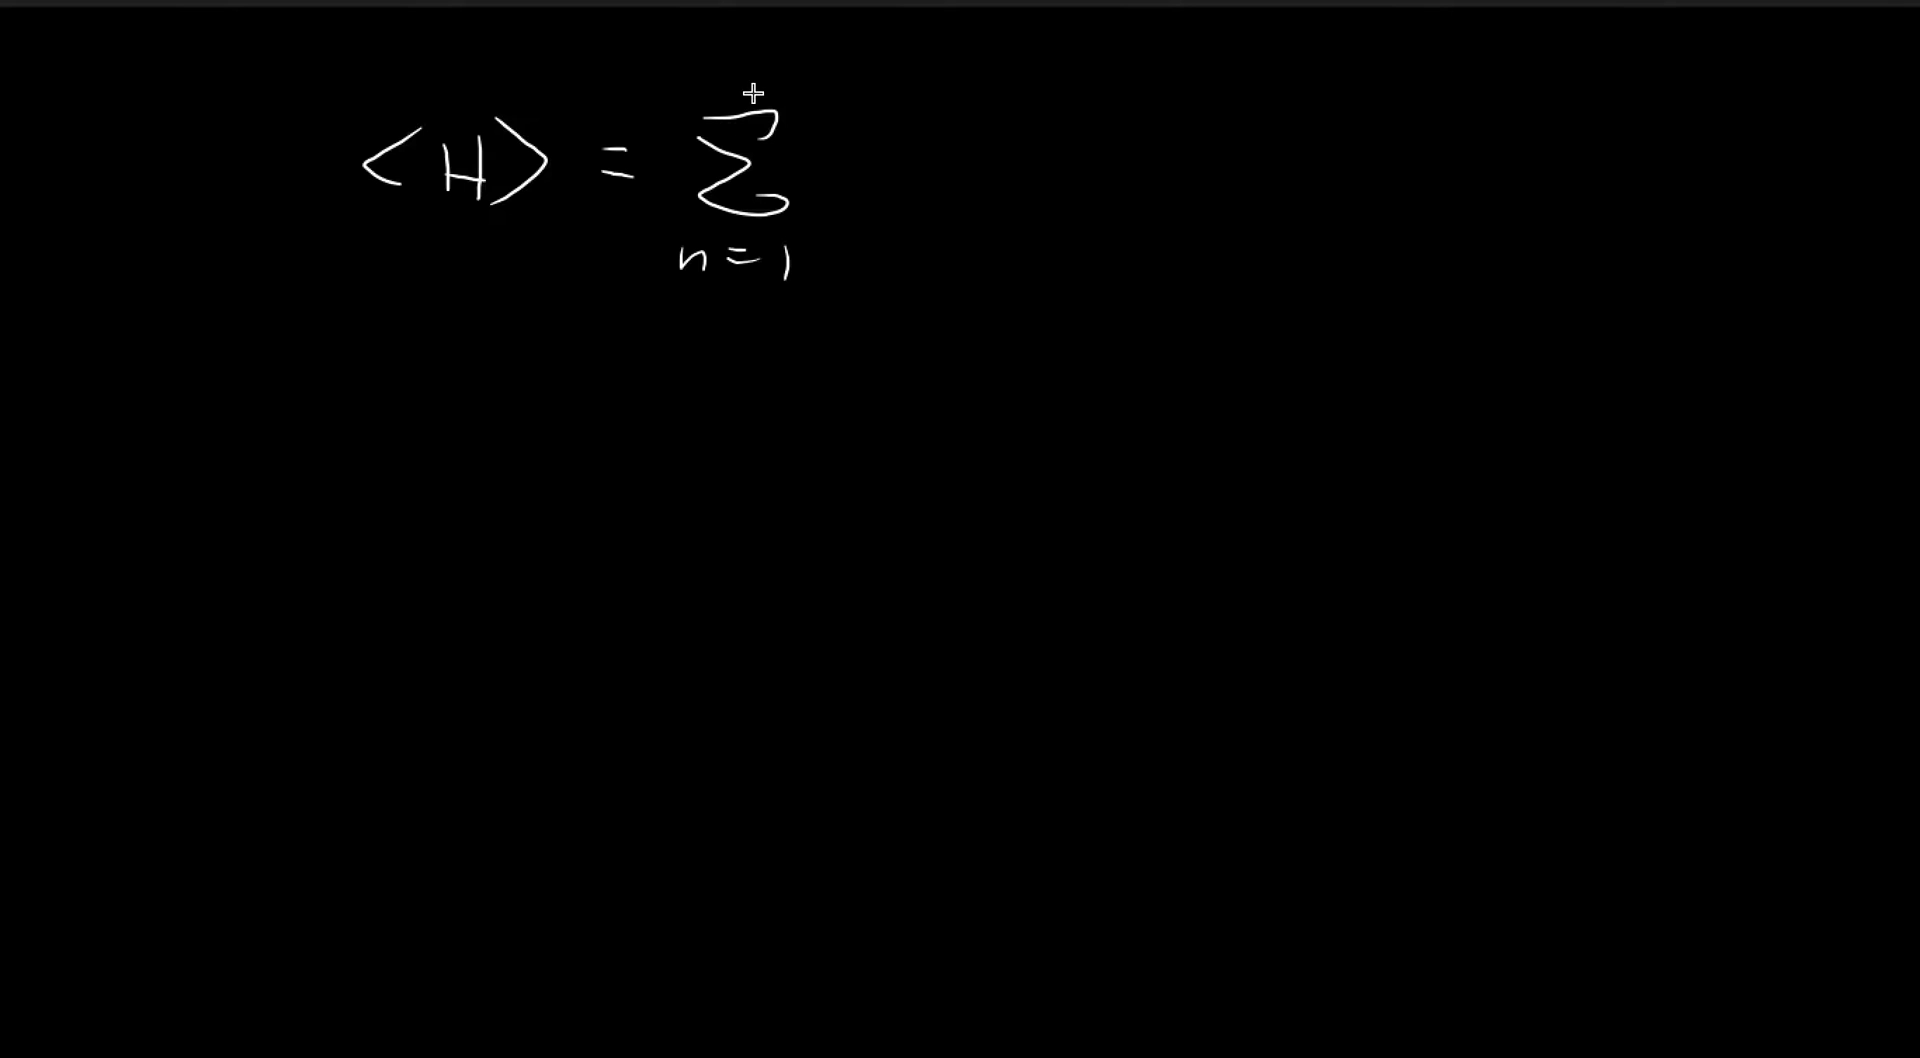 <H> = Σ
n = 1